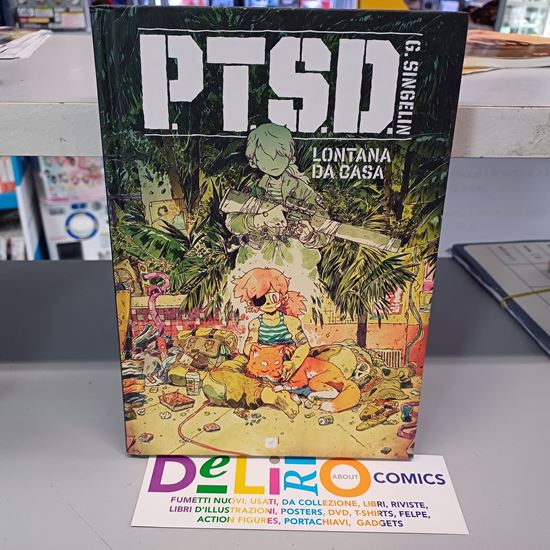 P.T.S.D.
G. SINGELIN
LONTANA
DA CASA
DeLiRiO ABOUT COMICS
FUMETTI NUOVI, USATI, DA COLLEZIONE, LIBRI, RIVISTE,
LIBRI D'ILLUSTRAZIONI, POSTERS, DVD, T-SHIRTS, FELPE,
ACTION FIGURES, PORTACHIAVI, GADGETS